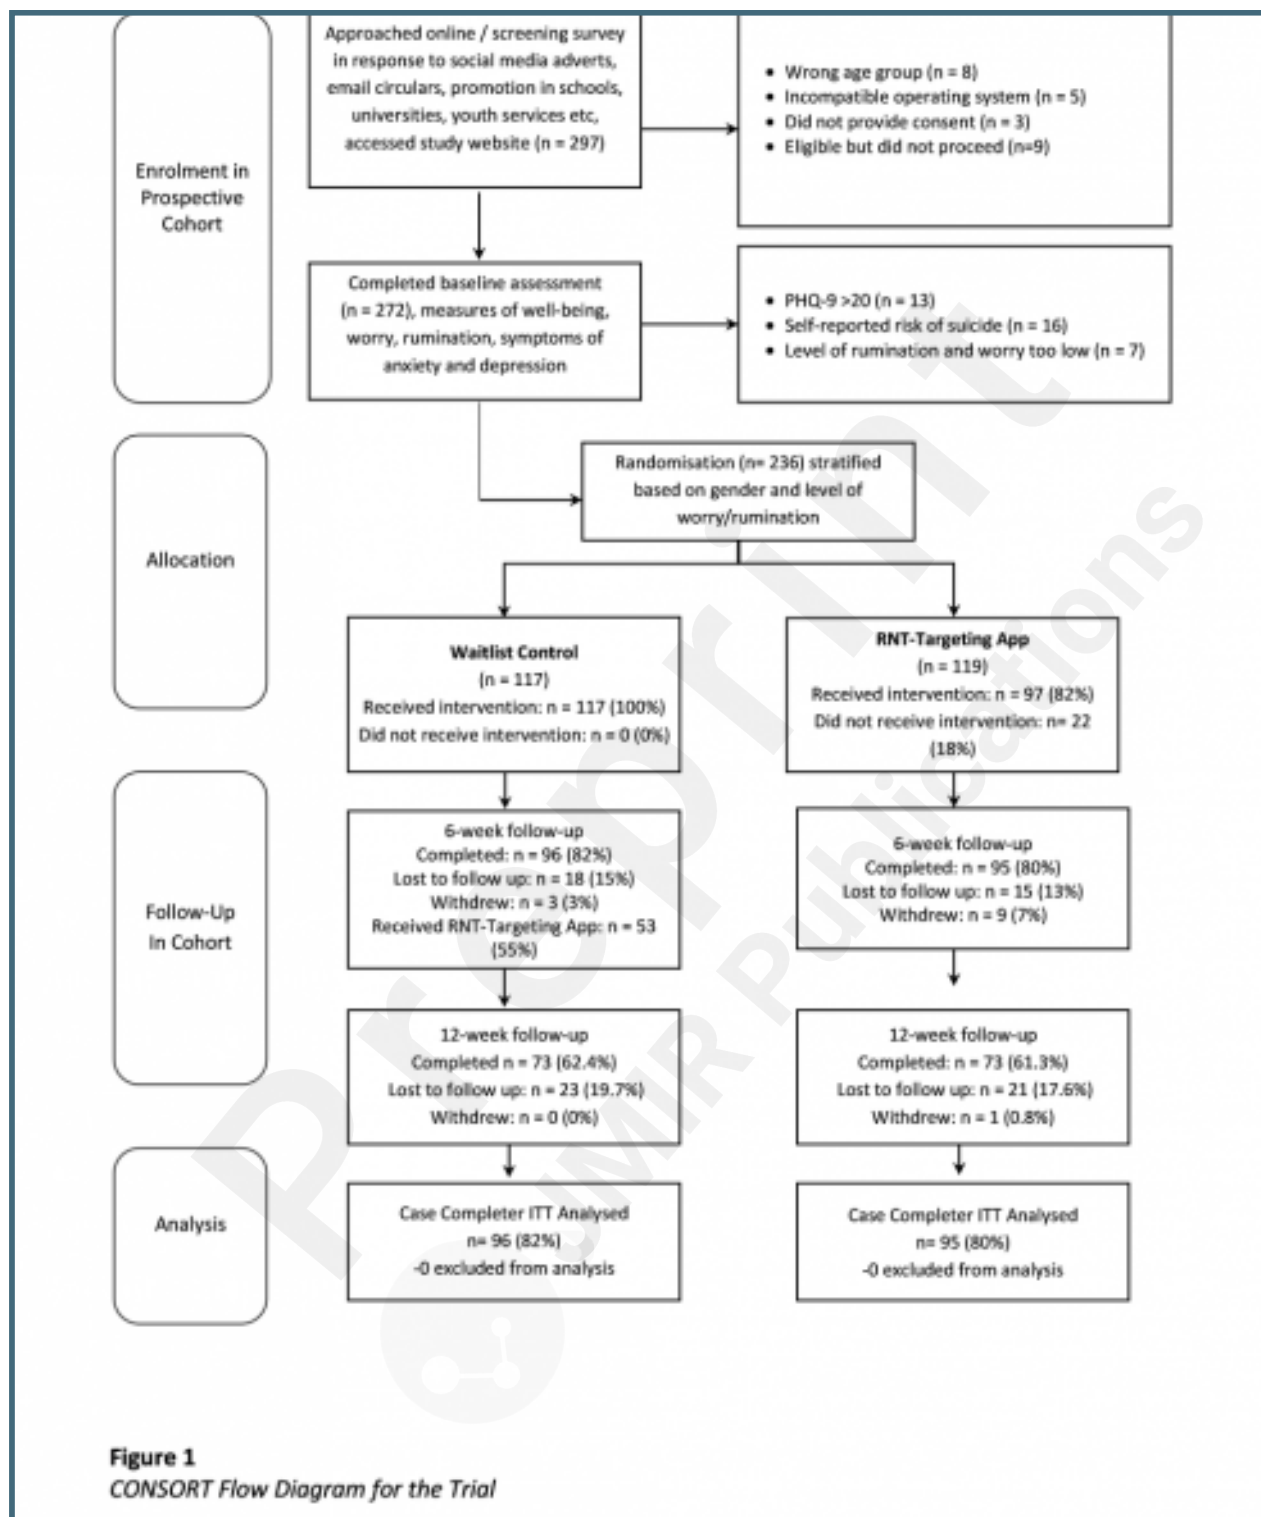 Approached online / screening survey
in response to social media adverts,
email circulars, promotion in schools,
universities, youth services etc,
accessed study website (n = 297)
• Wrong age group (n = 8)
• Incompatible operating system (n = 5)
• Did not provide consent (n = 3)
• Eligible but did not proceed (n=9)
Enrolment in
Prospective
Cohort
Completed baseline assessment
(n = 272), measures of well-being,
worry, rumination, symptoms of
anxiety and depression
• PHQ-9 >20 (n = 13)
• Self-reported risk of suicide (n = 16)
• Level of rumination and worry too low (n = 7)
Allocation
Randomisation (n= 236) stratified
based on gender and level of
worry/rumination
Waitlist Control
(n = 117)
Received intervention: n = 117 (100%)
Did not receive intervention: n = 0 (0%)
RNT-Targeting App
(n = 119)
Received intervention: n = 97 (82%)
Did not receive intervention: n= 22
(18%)
Follow-Up
In Cohort
6-week follow-up
Completed: n = 96 (82%)
Lost to follow up: n = 18 (15%)
Withdrew: n = 3 (3%)
Received RNT-Targeting App: n = 53
(55%)
6-week follow-up
Completed: n = 95 (80%)
Lost to follow up: n = 15 (13%)
Withdrew: n = 9 (7%)
12-week follow-up
Completed n = 73 (62.4%)
Lost to follow up: n = 23 (19.7%)
Withdrew: n = 0 (0%)
12-week follow-up
Completed: n = 73 (61.3%)
Lost to follow up: n = 21 (17.6%)
Withdrew: n = 1 (0.8%)
Analysis
Case Completer ITT Analysed
n= 96 (82%)
-0 excluded from analysis
Case Completer ITT Analysed
n= 95 (80%)
-0 excluded from analysis
Preprint
JMIR Publications
Figure 1
CONSORT Flow Diagram for the Trial